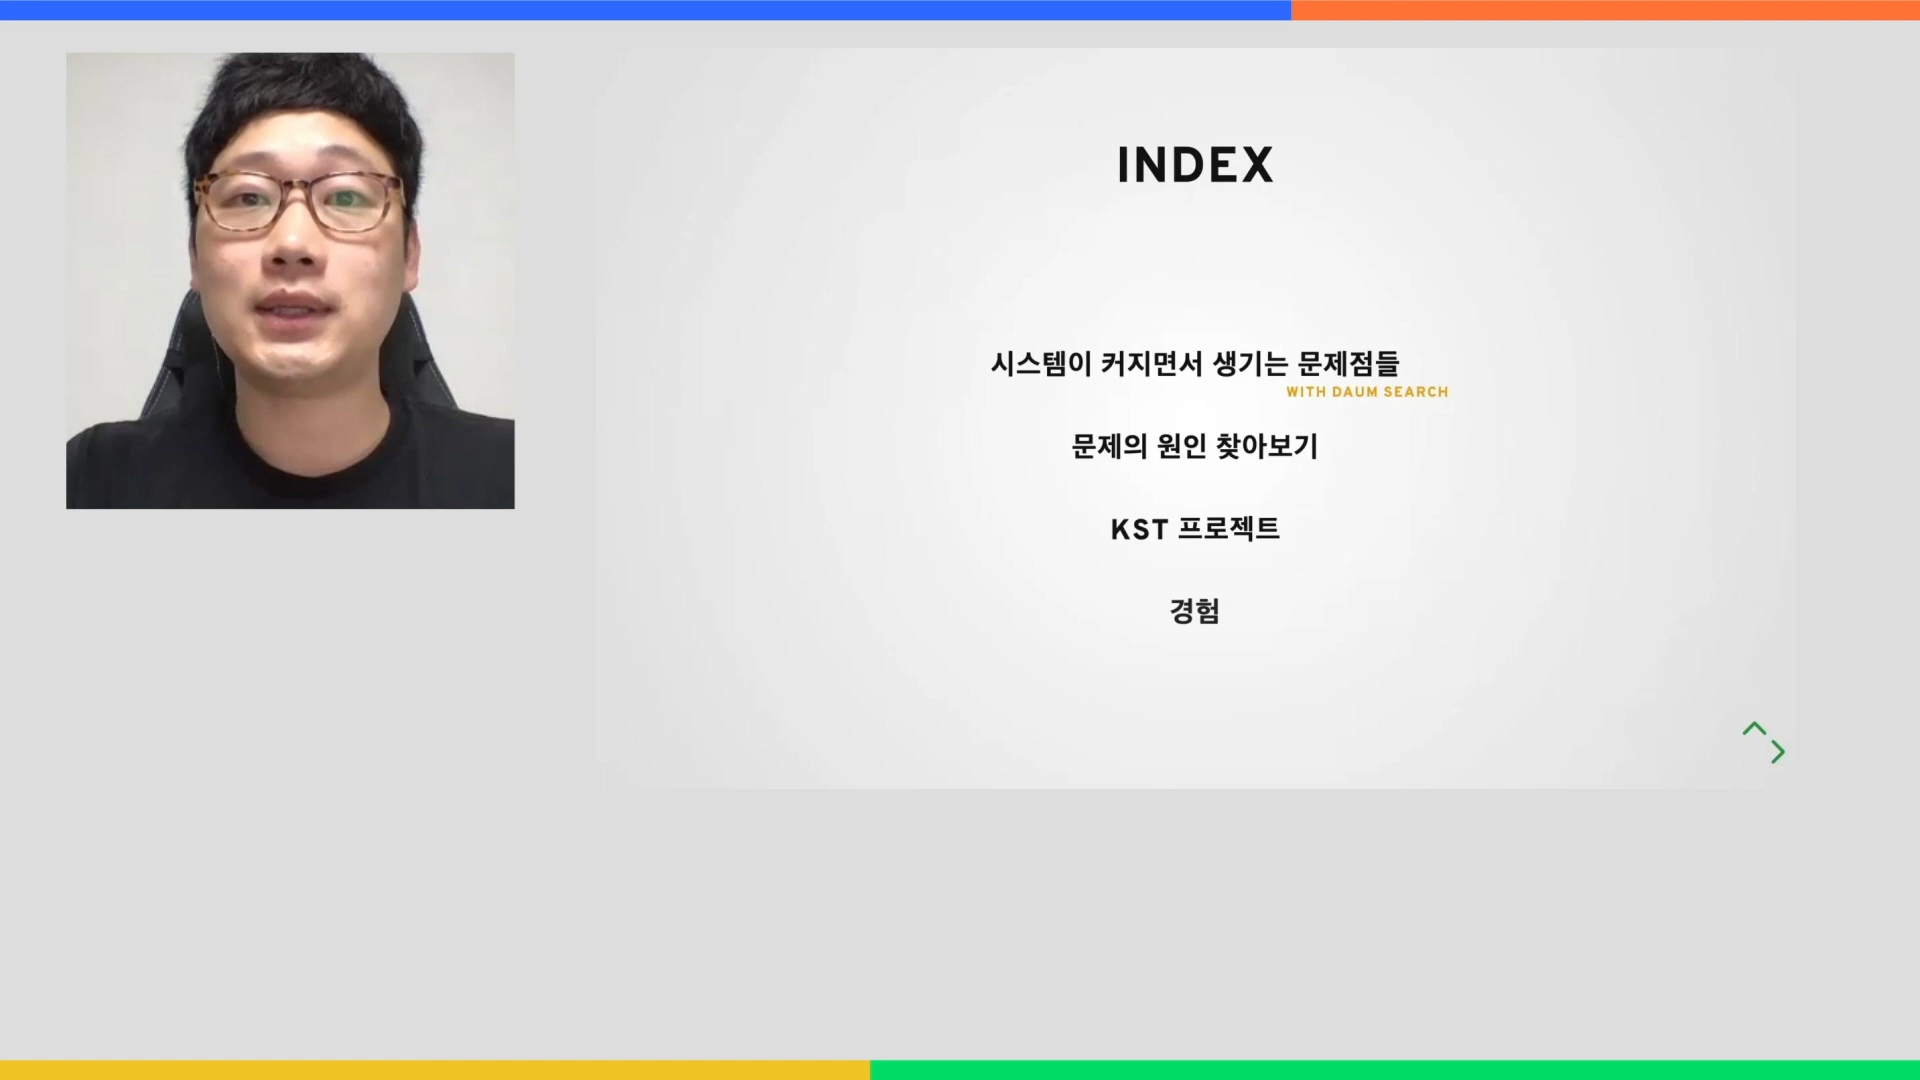 INDEX
시스템이 커지면서 생기는 문제점들
WITH DAUM SEARCH
문제의 원인 찾아보기
KST 프로젝트
경험